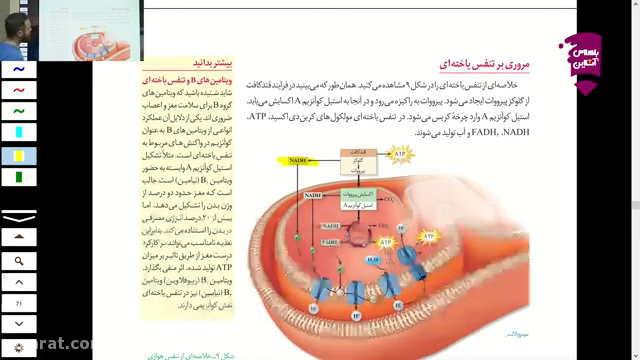 مروری بر تنفس یاخته‌ای
خلاصه‌ای از تنفس یاخته‌ای را در شکل ۹ مشاهده می‌کنید. همان‌طور که می‌بینید در فرایند قندکافت
از گلوکز پیرووات ایجاد می‌شود. پیرووات به راکیزه می‌رود و در آنجا به استیل کوآنزیم A اکسایش می‌یابد.
استیل کوآنزیم A وارد چرخهٔ کربس می‌شود. در تنفس یاخته‌ای مولکول‌های کربن دی اکسید، ATP،
NADH، FADH₂ و آب تولید می‌شوند.
قندکافت
گلوکز
پیرووات
ATP
NADH
NADH
اکسایش پیرووات
استیل کوآنزیم A
CO₂
NADH
FADH₂
CO₂
ATP
H₂O
H⁺
ATP
H⁺
H⁺
H⁺
بیشتر بدانید
ویتامین‌های B و تنفس یاخته‌ای
شاید شنیده باشید که ویتامین‌های
گروه B برای سلامت مغز و اعصاب
ضروری‌اند. یکی از دلایل آن عملکرد
انواعی از ویتامین‌های B به عنوان
کوآنزیم در واکنش‌های مربوط به
تنفس یاخته‌ای است. مثلاً تشکیل
استیل کوآنزیم A وابسته به حضور
ویتامین B₁ (تیامین) است. جالب
است که مغز حدود دو درصد از
وزن بدن را تشکیل می‌دهد، اما
بیش از ۲۰ درصد انرژی مصرفی
در بدن را استفاده می‌کند. بنابراین
تغذیه نامناسب می‌تواند بر کارکرد
درست مغز از طریق تأثیر بر میزان
ATP تولید شده، اثر منفی بگذارد.
ویتامین B₂ (ریبوفلاوین) و ویتامین
B₃ (نیاسین) نیز در تنفس یاخته‌ای
نقش کوآنزیمی دارند.
شکل ۹ـ خلاصه‌ای از تنفس هوازی
71